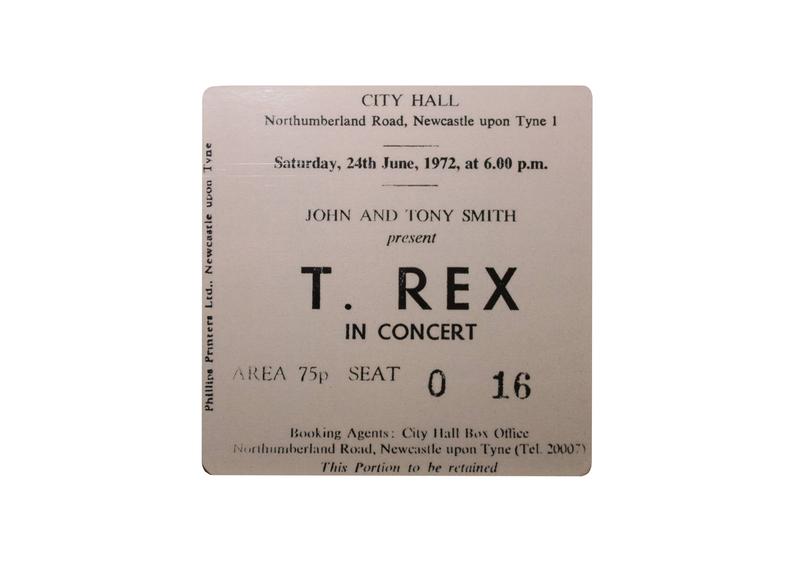 CITY HALL
Northumberland Road, Newcastle upon Tyne 1
Saturday, 24th June, 1972, at 6.00 p.m.
JOHN AND TONY SMITH
present
T. REX
IN CONCERT
AREA 75p SEAT O 16
Booking Agents: City Hall Box Office
Northumberland Road, Newcastle upon Tyne (Tel. 20007)
This Portion to be retained
Phillips Printers Ltd., Newcastle upon Tyne